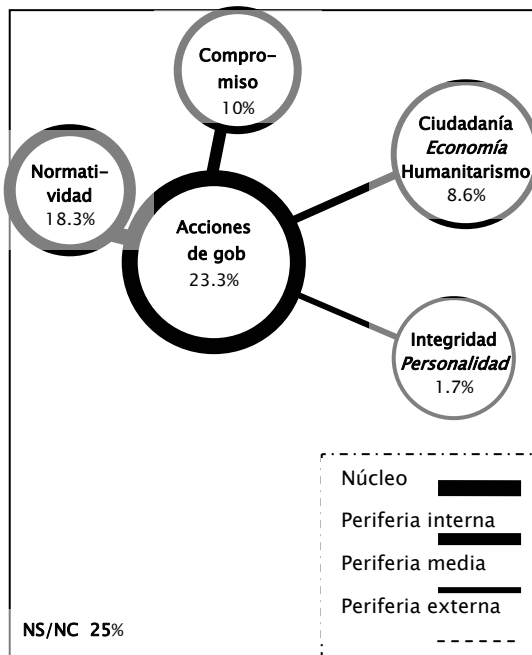 Compro-
miso
10%
Ciudadanía
Economía
Humanitarismo
8.6%
Normati-
vidad
18.3%
Acciones
de gob
23.3%
Integridad
Personalidad
1.7%
Núcleo
Periferia interna
Periferia media
Periferia externa
NS/NC 25%